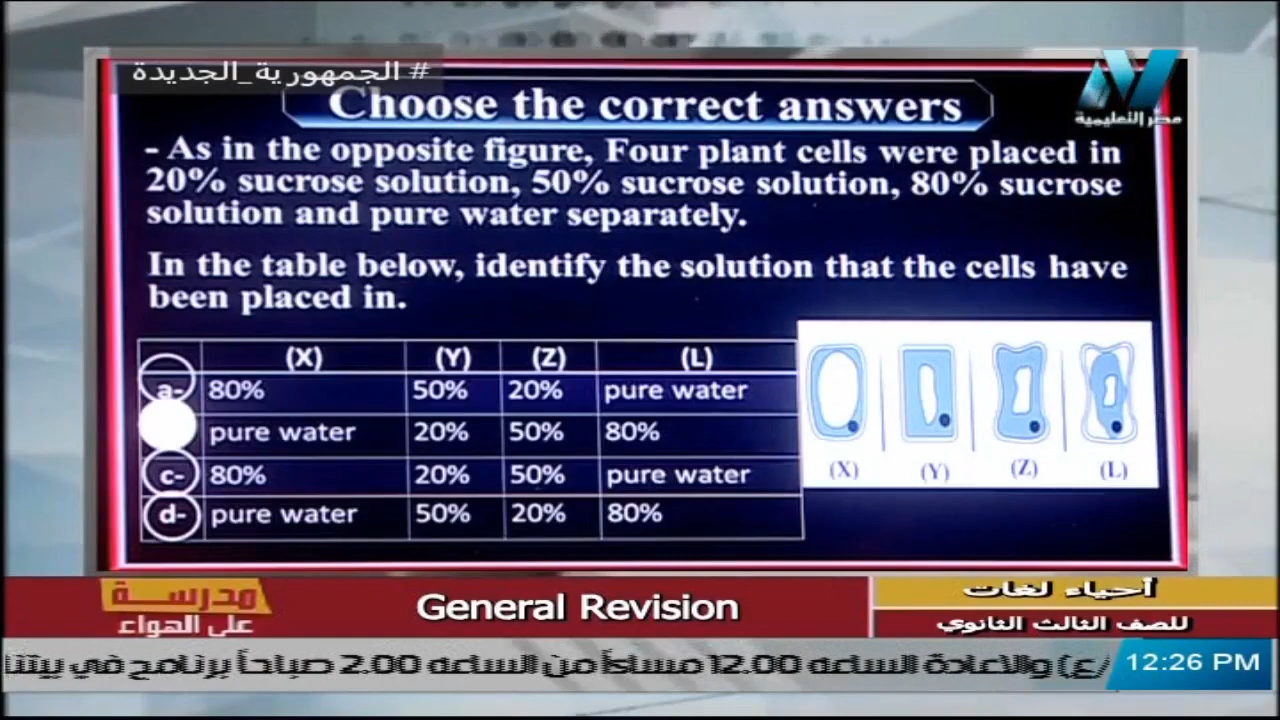 # الجمهورية_الجديدة
مصر التعليمية
Choose the correct answers
- As in the opposite figure, Four plant cells were placed in
20% sucrose solution, 50% sucrose solution, 80% sucrose
solution and pure water separately.
In the table below, identify the solution that the cells have
been placed in.
(X) (Y) (Z) (L)
a- 80% 50% 20% pure water
pure water 20% 50% 80%
c- 80% 20% 50% pure water
d- pure water 50% 20% 80%
(X) (Y) (Z) (L)
مدرسة
على الهواء
General Revision
أحياء لغات
للصف الثالث الثانوي
/ع) والاعادة الساعه 12.00 مساءاً من الساعه 2.00 صباحاً برنامج في بيتنا
12:26 PM